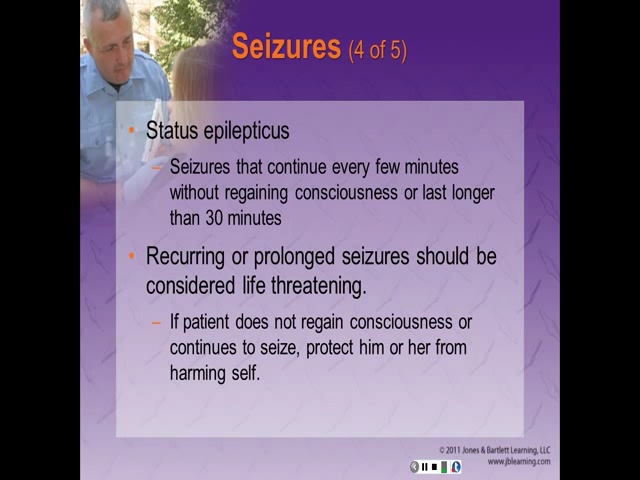 Seizures (4 of 5)
• Status epilepticus
– Seizures that continue every few minutes
without regaining consciousness or last longer
than 30 minutes
• Recurring or prolonged seizures should be
considered life threatening.
– If patient does not regain consciousness or
continues to seize, protect him or her from
harming self.
© 2011 Jones & Bartlett Learning, LLC
www.jblearning.com